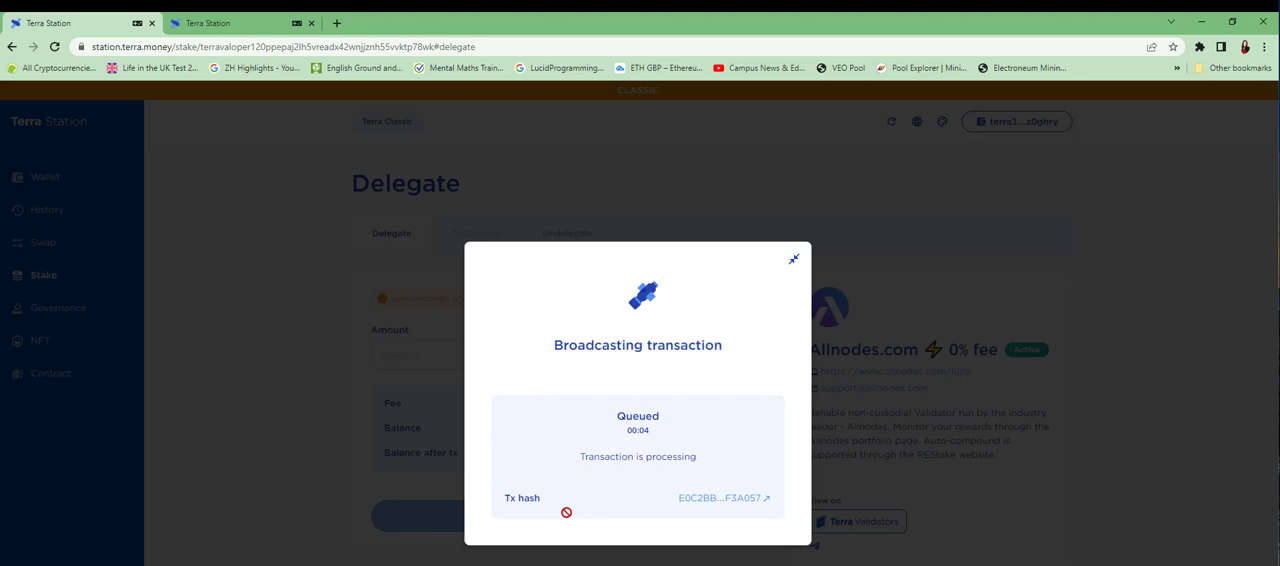 Terra Station
Terra Station
station.terra.money/stake/terravaloper120ppepaj2lh5vreadx42wnjjznh55vvktp78wk#delegate
All Cryptocurrencie...
Life in the UK Test 2...
ZH Highlights - You...
English Ground and...
Mental Maths Train...
LucidProgramming...
ETH GBP – Ethereu...
Campus News & Ed...
VEO Pool
Pool Explorer | Mini...
Electroneum Minin...
»
Other bookmarks
CLASSIC
Terra Station
Terra Classic
terra1...z0ghry
Wallet
History
Swap
Stake
Governance
NFT
Contract
Delegate
Delegate
Undelegate
Amount
Fee
Balance
Balance after tx
Broadcasting transaction
Queued
00:04
Transaction is processing
Tx hash
E0C2BB...F3A057
Allnodes.com ⚡ 0% fee
Active
https://www.allnodes.com/luna
support@allnodes.com
Reliable non-custodial Validator run by the industry
leader - Allnodes. Monitor your rewards through the
Allnodes portfolio page. Auto-compound is
supported through the REStake website.
View on
Terra Validators